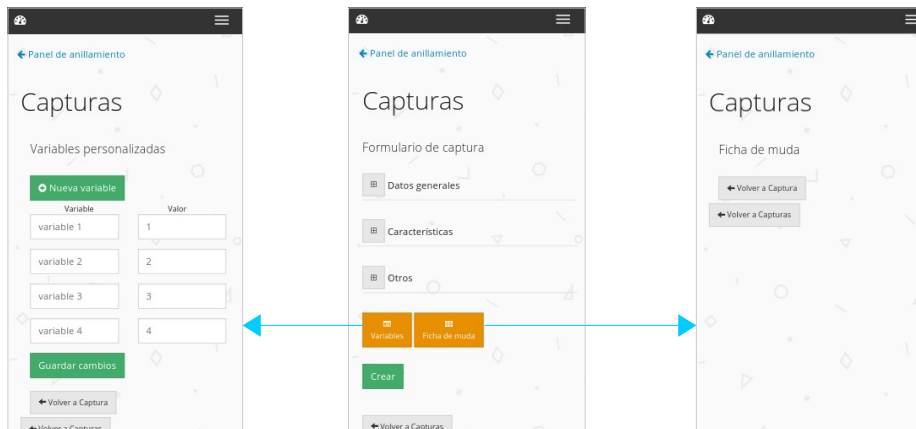 Panel de anillamiento
Capturas
Variables personalizadas
Nueva variable
Variable Valor
variable 1 1
variable 2 2
variable 3 3
variable 4 4
Guardar cambios
Volver a Captura
Volver a Capturas
Panel de anillamiento
Capturas
Formulario de captura
Datos generales
Características
Otros
Variables Ficha de muda
Crear
Volver a Capturas
Panel de anillamiento
Capturas
Ficha de muda
Volver a Captura
Volver a Capturas